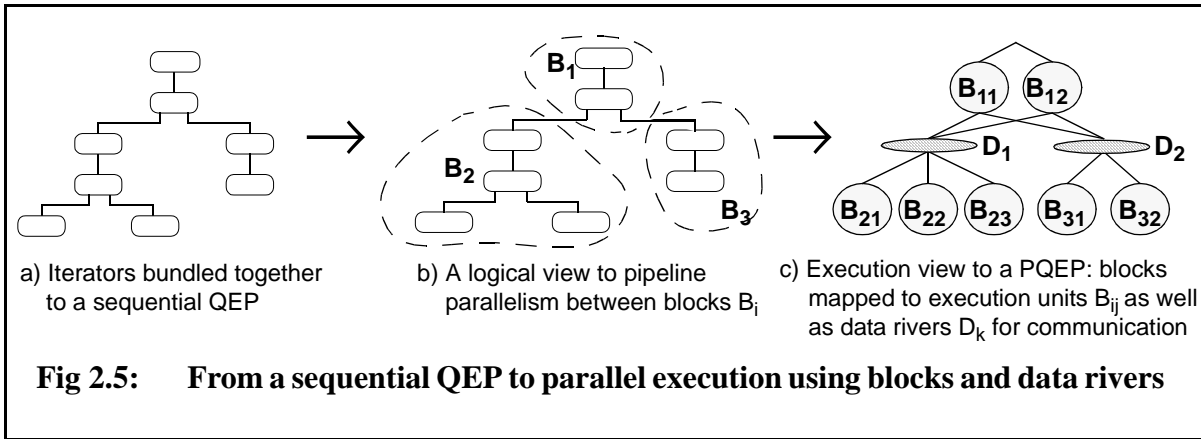 B1
B2
B3
B11 B12
D1 D2
B21 B22 B23 B31 B32
a) Iterators bundled together
to a sequential QEP
b) A logical view to pipeline
parallelism between blocks Bi
c) Execution view to a PQEP: blocks
mapped to execution units Bij as well
as data rivers Dk for communication
Fig 2.5: From a sequential QEP to parallel execution using blocks and data rivers